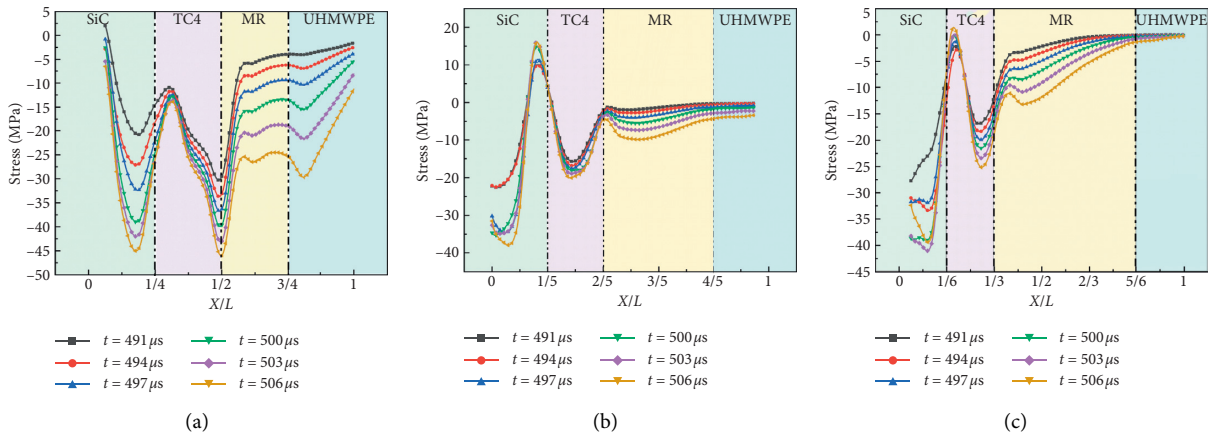 (a)
SiC TC4 MR UHMWPE
5
0
−5
−10
−15
−20
−25
−30
−35
−40
−45
−50
Stress (MPa)
0 1/4 1/2 3/4 1
X/L
t = 491 μs t = 500 μs
t = 494 μs t = 503 μs
t = 497 μs t = 506 μs
(a)
(b)
SiC TC4 MR UHMWPE
20
10
0
−10
−20
−30
−40
Stress (MPa)
0 1/5 2/5 3/5 4/5 1
X/L
t = 491 μs t = 500 μs
t = 494 μs t = 503 μs
t = 497 μs t = 506 μs
(b)
(c)
SiC TC4 MR UHMWPE
5
0
−5
−10
−15
−20
−25
−30
−35
−40
−45
Stress (MPa)
0 1/6 1/3 1/2 2/3 5/6 1
X/L
t = 491 μs t = 500 μs
t = 494 μs t = 503 μs
t = 497 μs t = 506 μs
(c)